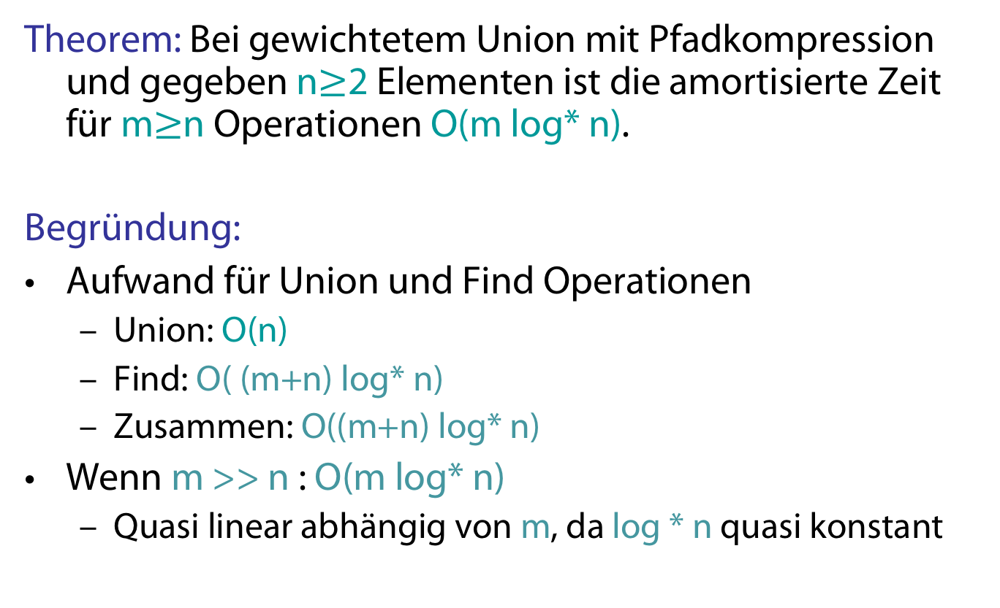 Theorem: Bei gewichtetem Union mit Pfadkompression
und gegeben n≥2 Elementen ist die amortisierte Zeit
für m≥n Operationen O(m log* n).
Begründung:
• Aufwand für Union und Find Operationen
– Union: O(n)
– Find: O( (m+n) log* n)
– Zusammen: O((m+n) log* n)
• Wenn m >> n : O(m log* n)
– Quasi linear abhängig von m, da log * n quasi konstant